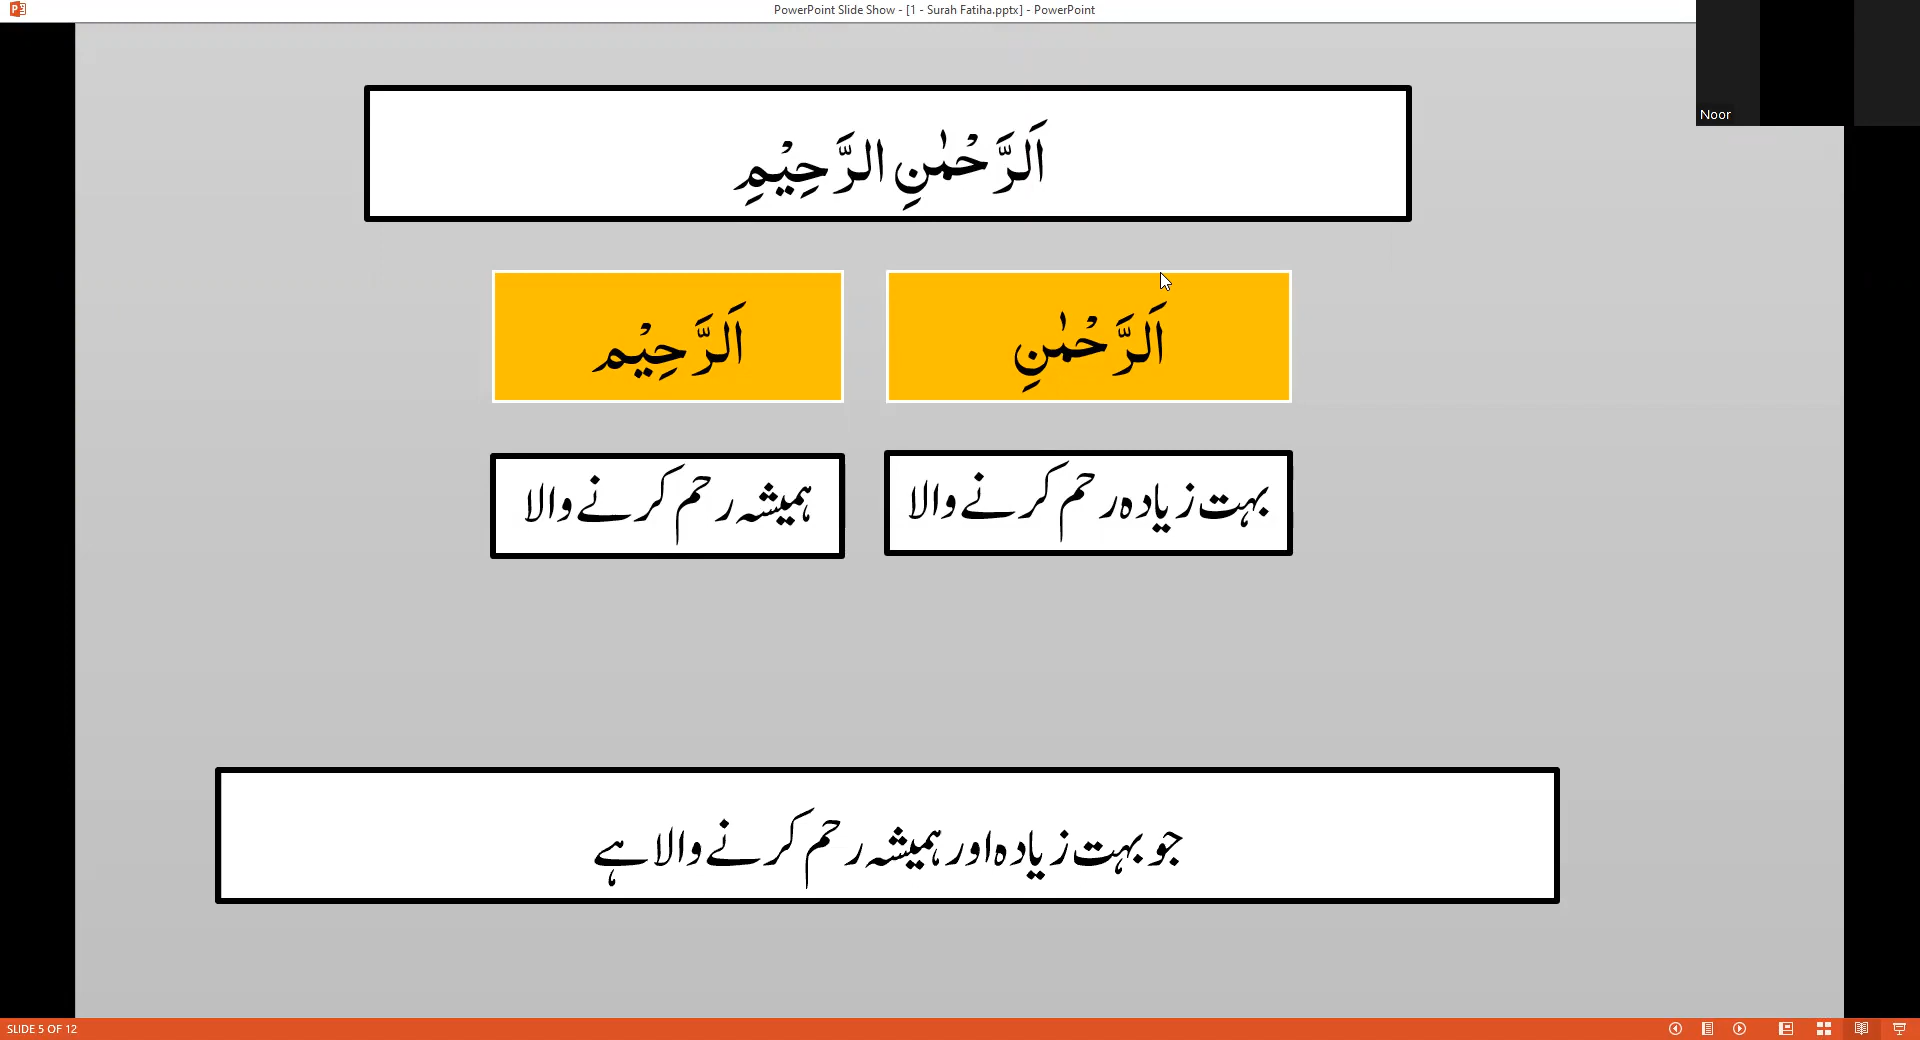 PowerPoint Slide Show - [1 - Surah Fatiha.pptx] - PowerPoint
Noor
اَلرَّحْمٰنِ الرَّحِيْمِ
اَلرَّحْمٰنِ
اَلرَّحِيْم
بہت زیادہ رحم کرنے والا
ہمیشہ رحم کرنے والا
جو بہت زیادہ اور ہمیشہ رحم کرنے والا ہے
SLIDE 5 OF 12